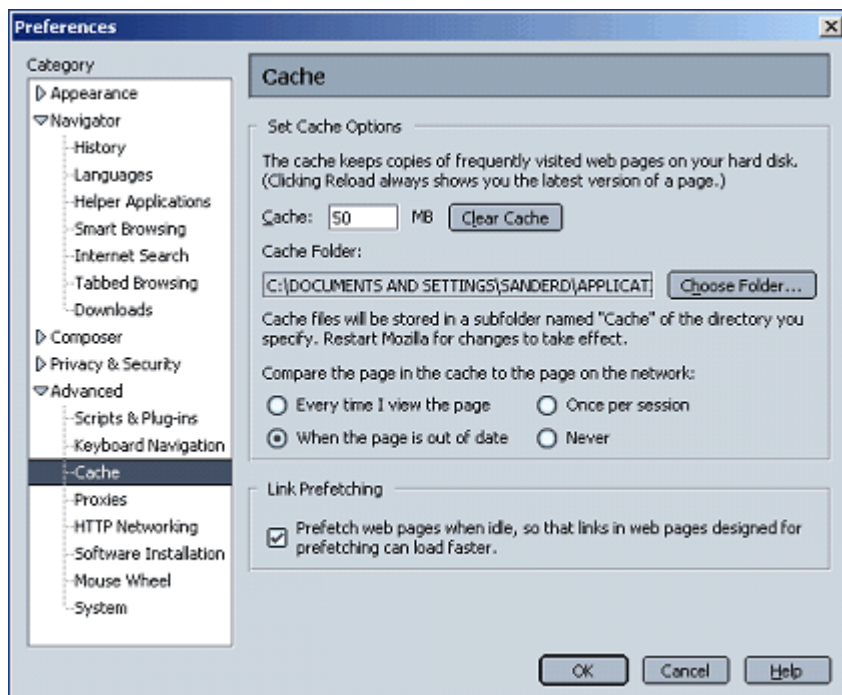 Preferences
Category
Appearance
Navigator
History
Languages
Helper Applications
Smart Browsing
Internet Search
Tabbed Browsing
Downloads
Composer
Privacy & Security
Advanced
Scripts & Plug-ins
Keyboard Navigation
Cache
Proxies
HTTP Networking
Software Installation
Mouse Wheel
System
Cache
Set Cache Options
The cache keeps copies of frequently visited web pages on your hard disk.
(Clicking Reload always shows you the latest version of a page.)
Cache: 50 MB Clear Cache
Cache Folder:
C:\DOCUMENTS AND SETTINGS\SANDERD\APPLICAT. Choose Folder...
Cache files will be stored in a subfolder named "Cache" of the directory you
specify. Restart Mozilla for changes to take effect.
Compare the page in the cache to the page on the network:
Every time I view the page Once per session
When the page is out of date Never
Link Prefetching
Prefetch web pages when idle, so that links in web pages designed for
prefetching can load faster.
OK Cancel Help